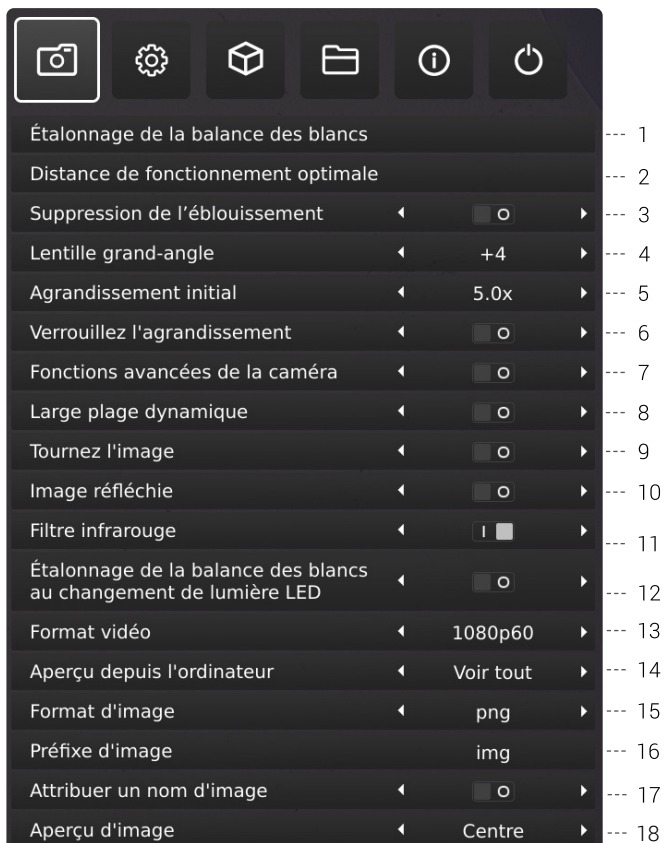 Étalonnage de la balance des blancs --- 1
Distance de fonctionnement optimale --- 2
Suppression de l’éblouissement O --- 3
Lentille grand-angle +4 --- 4
Agrandissement initial 5.0x --- 5
Verrouillez l'agrandissement O --- 6
Fonctions avancées de la caméra O --- 7
Large plage dynamique O --- 8
Tournez l'image O --- 9
Image réfléchie O --- 10
Filtre infrarouge I --- 11
Étalonnage de la balance des blancs
au changement de lumière LED O --- 12
Format vidéo 1080p60 --- 13
Aperçu depuis l'ordinateur Voir tout --- 14
Format d'image png --- 15
Préfixe d'image img --- 16
Attribuer un nom d'image O --- 17
Aperçu d'image Centre --- 18